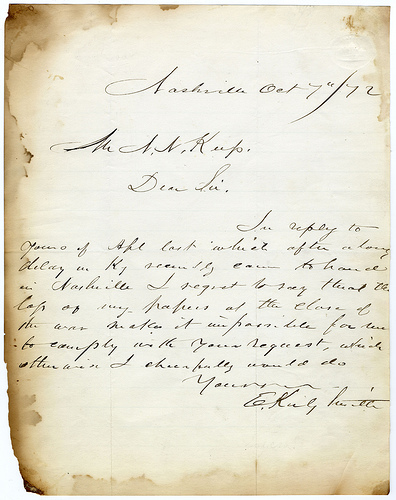 Nashville Oct 7th/72
Mr N. N. Kemp.
Dear Sir.
In reply to
yours of Apl last which after a long
delay in Ky recently came to hand
in Nashville I regret to say that the
loss of my papers at the close of
the war makes it impossible for me
to comply with your request, which
otherwise I cheerfully would do
Yours
E. Kirby Smith